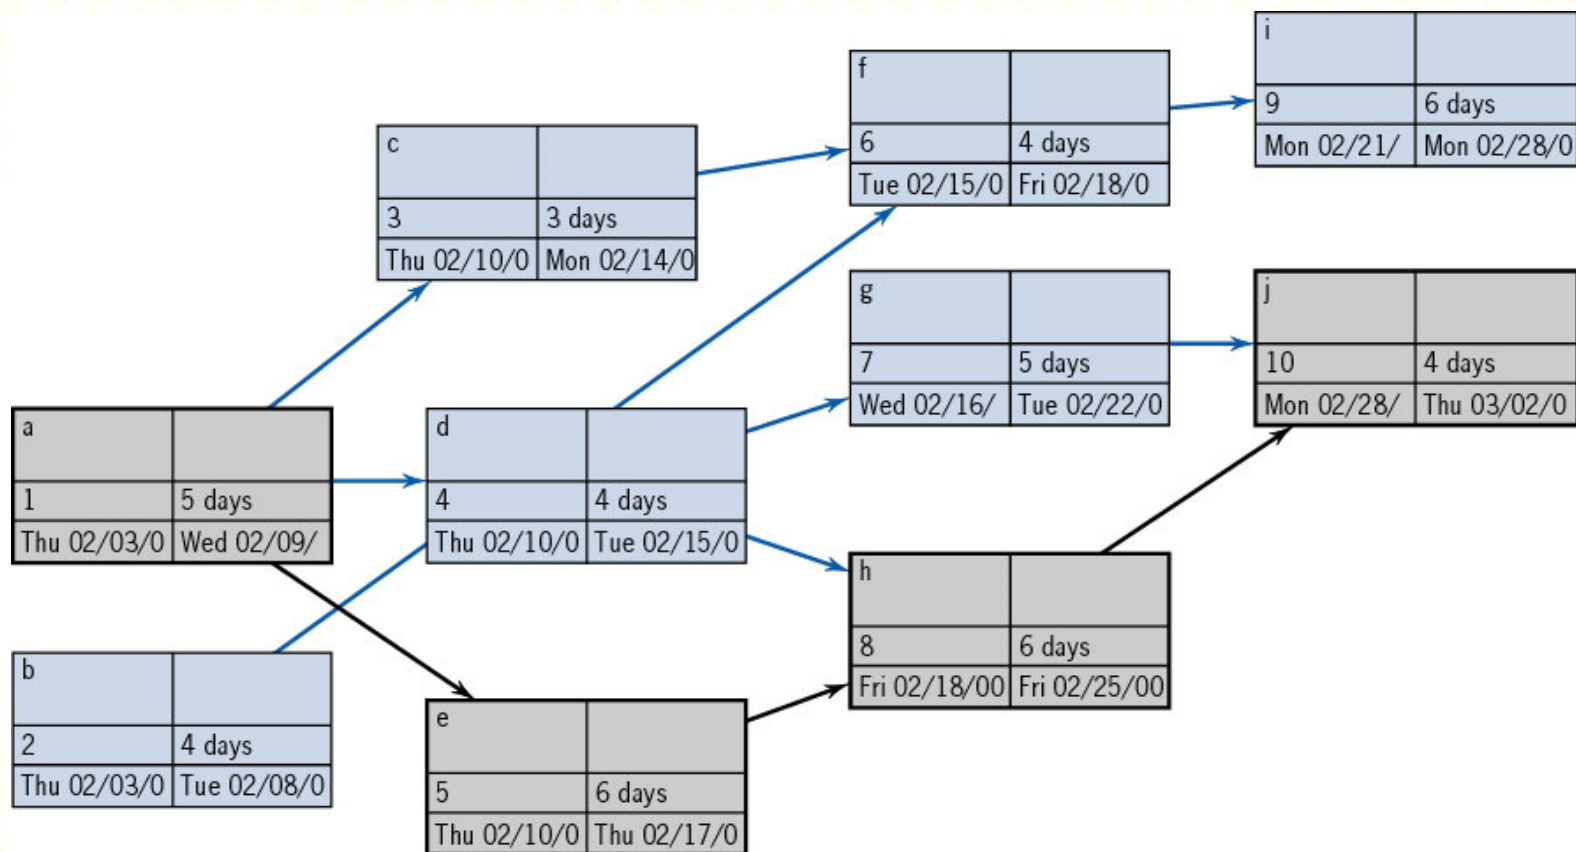 i
9 6 days
Mon 02/21/ Mon 02/28/0
f
6 4 days
Tue 02/15/0 Fri 02/18/0
c
3 3 days
Thu 02/10/0 Mon 02/14/0
g
7 5 days
Wed 02/16/ Tue 02/22/0
j
10 4 days
Mon 02/28/ Thu 03/02/0
a
1 5 days
Thu 02/03/0 Wed 02/09/
d
4 4 days
Thu 02/10/0 Tue 02/15/0
h
8 6 days
Fri 02/18/00 Fri 02/25/00
b
2 4 days
Thu 02/03/0 Tue 02/08/0
e
5 6 days
Thu 02/10/0 Thu 02/17/0